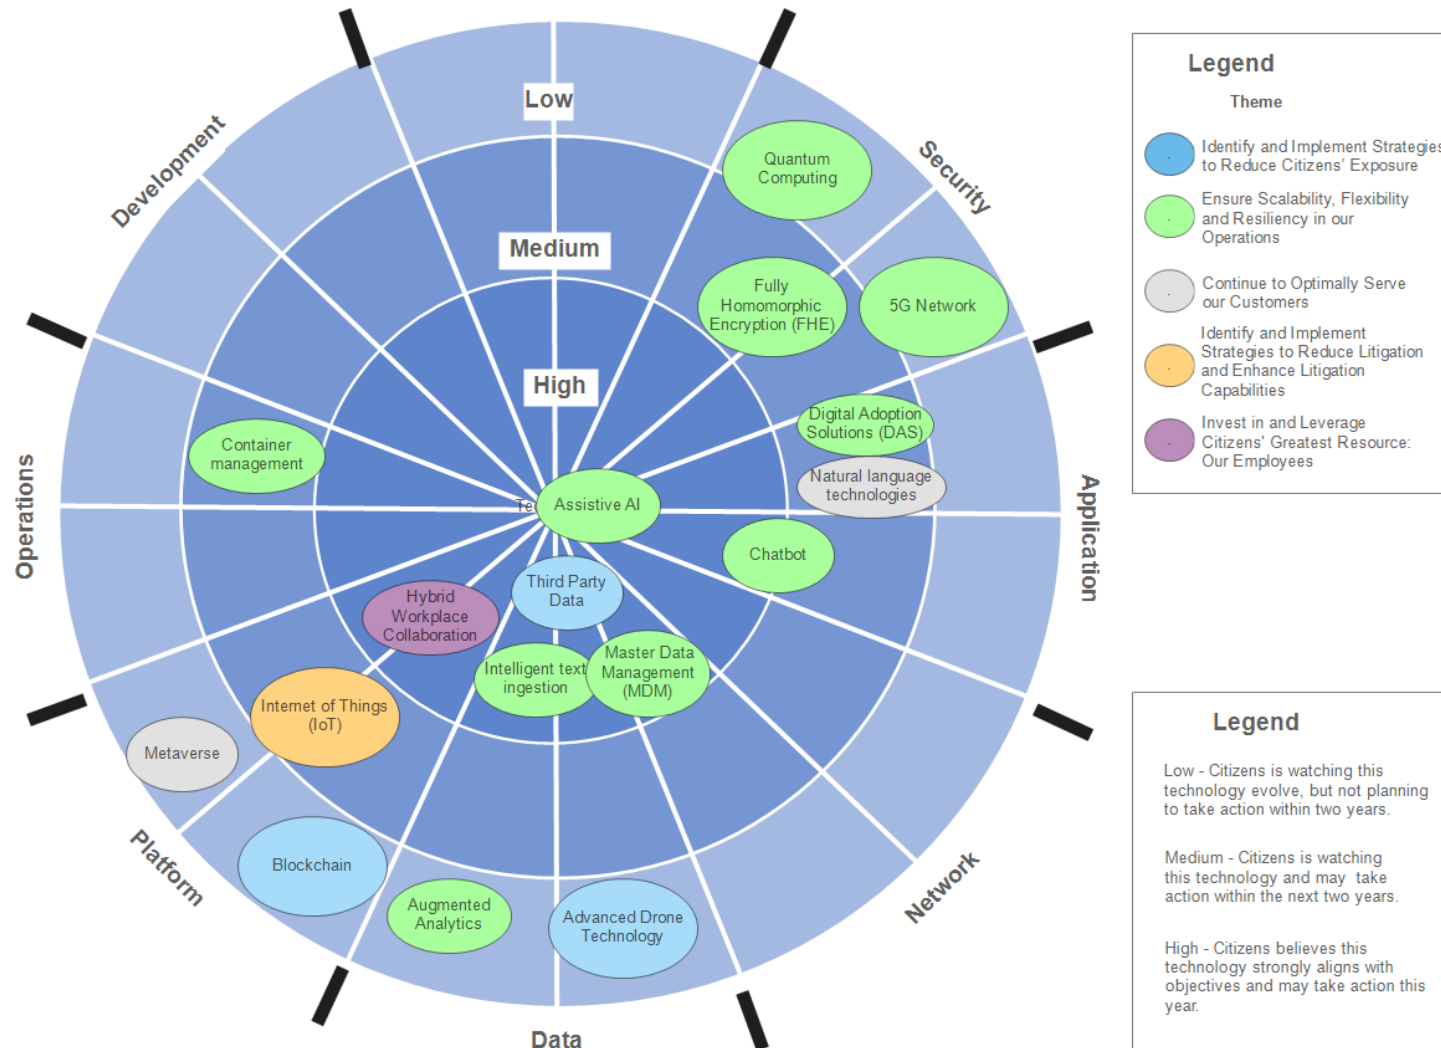 Low
Medium
High
Development
Security
Operations
Application
Platform
Network
Data
Quantum
Computing
Fully
Homomorphic
Encryption (FHE)
5G Network
Digital Adoption
Solutions (DAS)
Natural language
technologies
Container
management
Te
Assistive AI
Chatbot
Third Party
Data
Hybrid
Workplace
Collaboration
Intelligent text
ingestion
Master Data
Management
(MDM)
Internet of Things
(IoT)
Metaverse
Blockchain
Augmented
Analytics
Advanced Drone
Technology
Legend
Theme
Identify and Implement Strategies
to Reduce Citizens' Exposure
Ensure Scalability, Flexibility
and Resiliency in our
Operations
Continue to Optimally Serve
our Customers
Identify and Implement
Strategies to Reduce Litigation
and Enhance Litigation
Capabilities
Invest in and Leverage
Citizens' Greatest Resource:
Our Employees
Legend
Low - Citizens is watching this
technology evolve, but not planning
to take action within two years.
Medium - Citizens is watching
this technology and may take
action within the next two years.
High - Citizens believes this
technology strongly aligns with
objectives and may take action this
year.